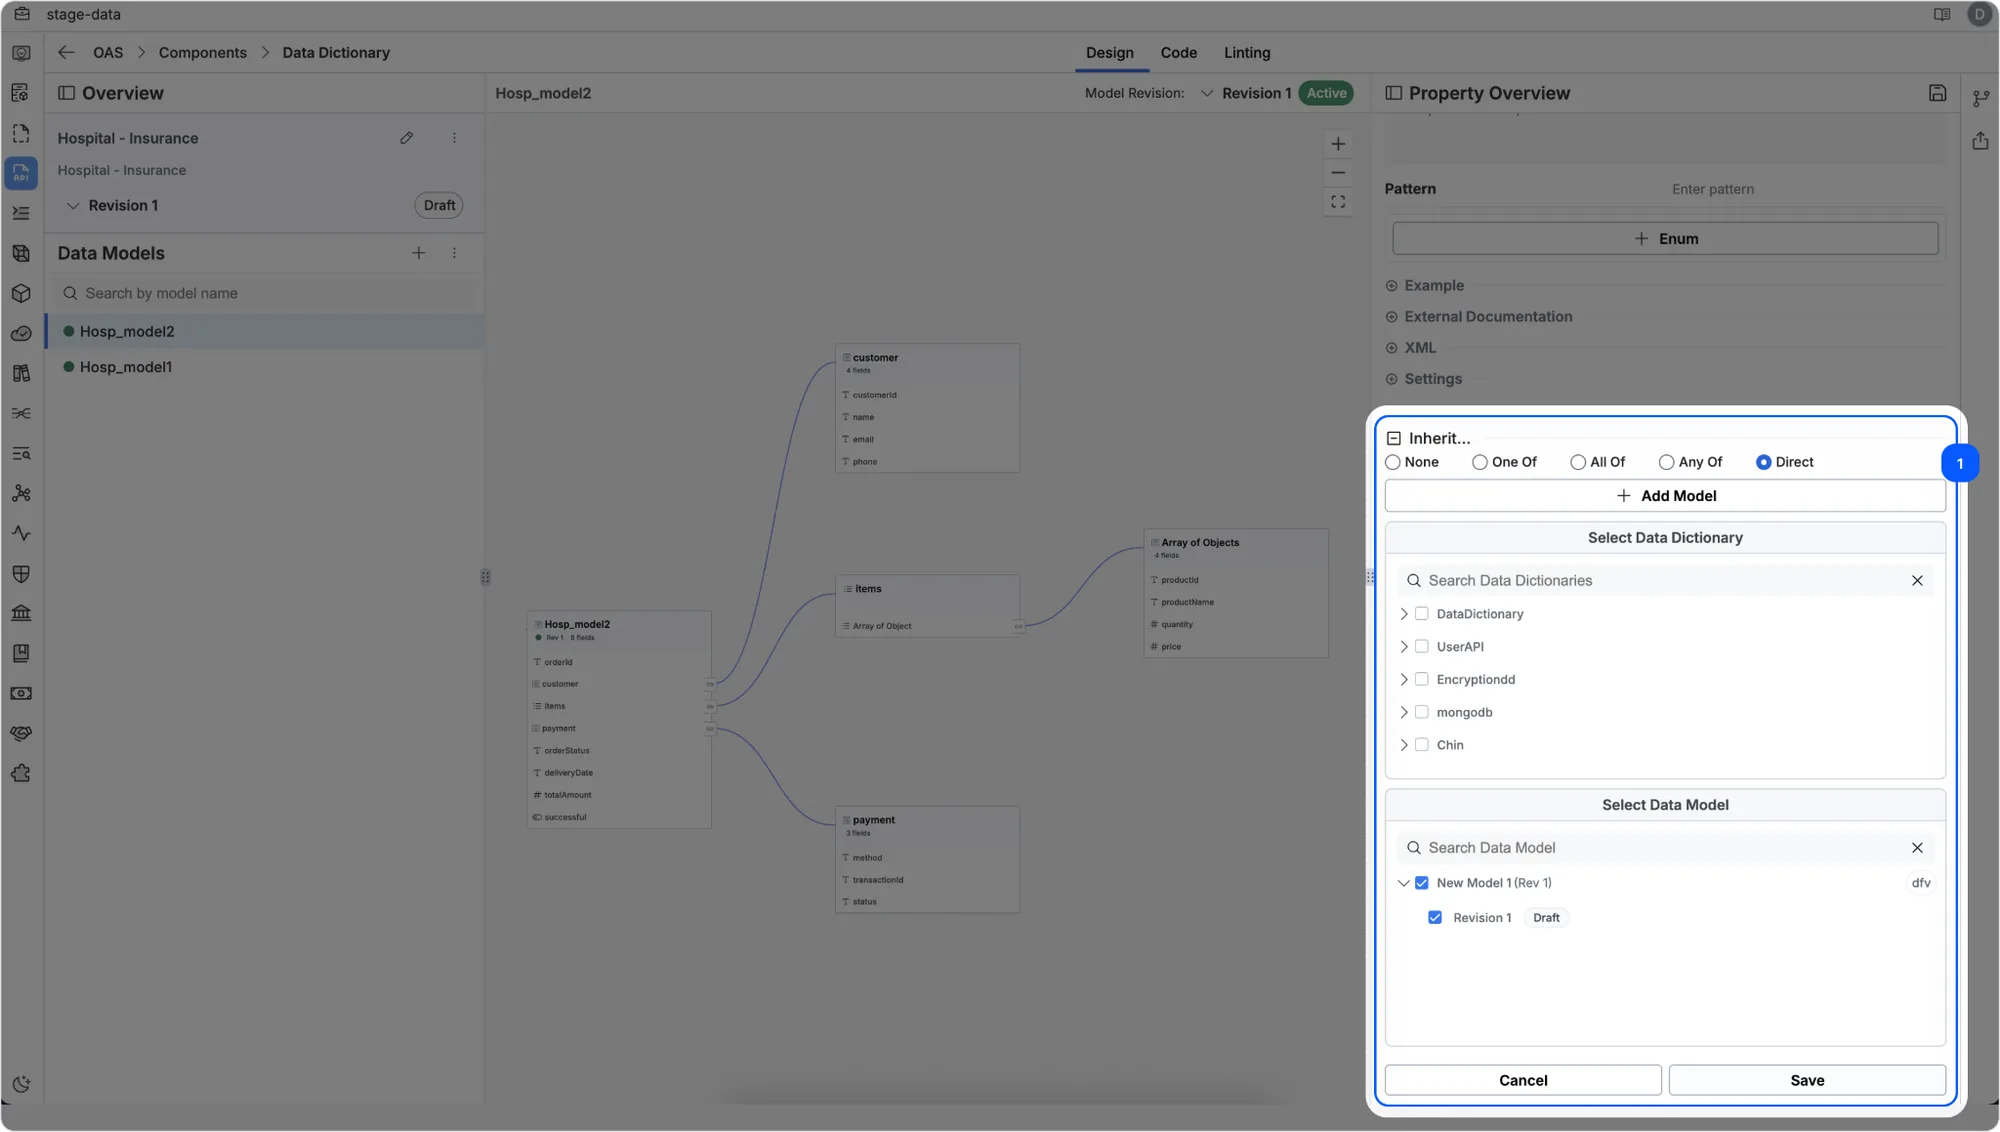 stage-data
D
OAS > Components > Data Dictionary
Design
Code
Linting
Overview
Hospital - Insurance
Hospital - Insurance
Revision 1
Draft
Data Models
Search by model name
Hosp_model2
Hosp_model1
API
Hosp_model2
Model Revision:
Revision 1
Active
customer
4 fields
customerId
name
email
phone
items
Array of Object
Array of Objects
4 fields
productId
productName
quantity
price
Hosp_model2
Rev 1 8 fields
orderId
customer
items
payment
orderStatus
deliveryDate
totalAmount
successful
payment
3 fields
method
transactionId
status
Property Overview
Pattern
Enter pattern
+ Enum
Example
External Documentation
XML
Settings
Inherit...
None
One Of
All Of
Any Of
Direct
1
+ Add Model
Select Data Dictionary
Search Data Dictionaries
DataDictionary
UserAPI
Encryptiondd
mongodb
Chin
Select Data Model
Search Data Model
New Model 1 (Rev 1)
dfv
Revision 1
Draft
Cancel
Save